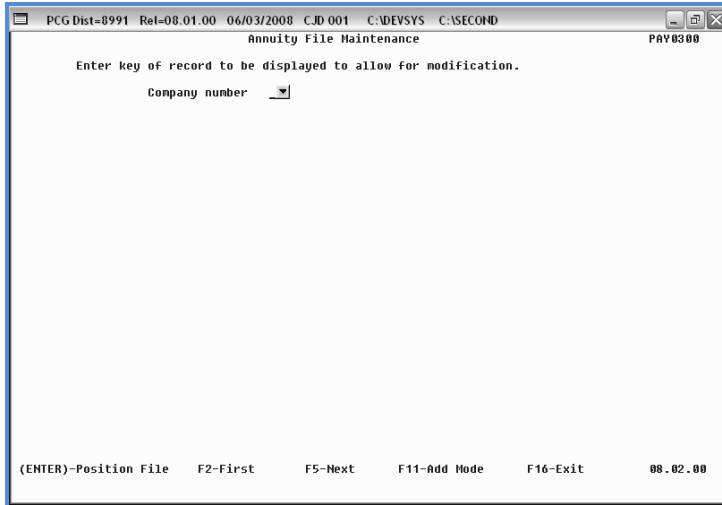 PCG Dist=8991 Rel=08.01.00 06/03/2008 CJD 001 C:\DEVSYS C:\SECOND
Annuity File Maintenance PAY0300
Enter key of record to be displayed to allow for modification.
Company number
(ENTER)-Position File F2-First F5-Next F11-Add Mode F16-Exit 08.02.00